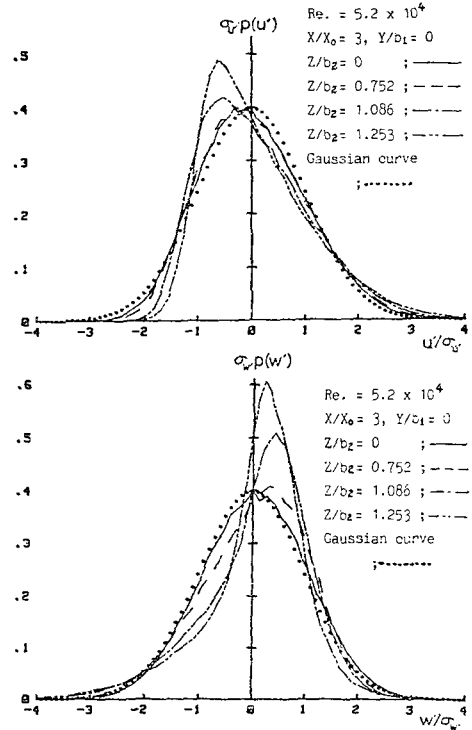 σu′p(u′)
Re. = 5.2 x 10⁴
X/X₀ = 3, Y/b₁ = 0
Z/b₂ = 0 ;
Z/b₂ = 0.752 ;
Z/b₂ = 1.086 ;
Z/b₂ = 1.253 ;
Gaussian curve
;
.5
.4
.3
.2
.1
0
-4 -3 -2 -1 0 1 2 3 4
u′/σu′
σw′p(w′)
Re. = 5.2 x 10⁴
X/X₀ = 3, Y/b₁ = 0
Z/b₂ = 0 ;
Z/b₂ = 0.752 ;
Z/b₂ = 1.086 ;
Z/b₂ = 1.253 ;
Gaussian curve
;
.6
.5
.4
.3
.2
.1
0
-4 -3 -2 -1 0 1 2 3 4
w/σw′